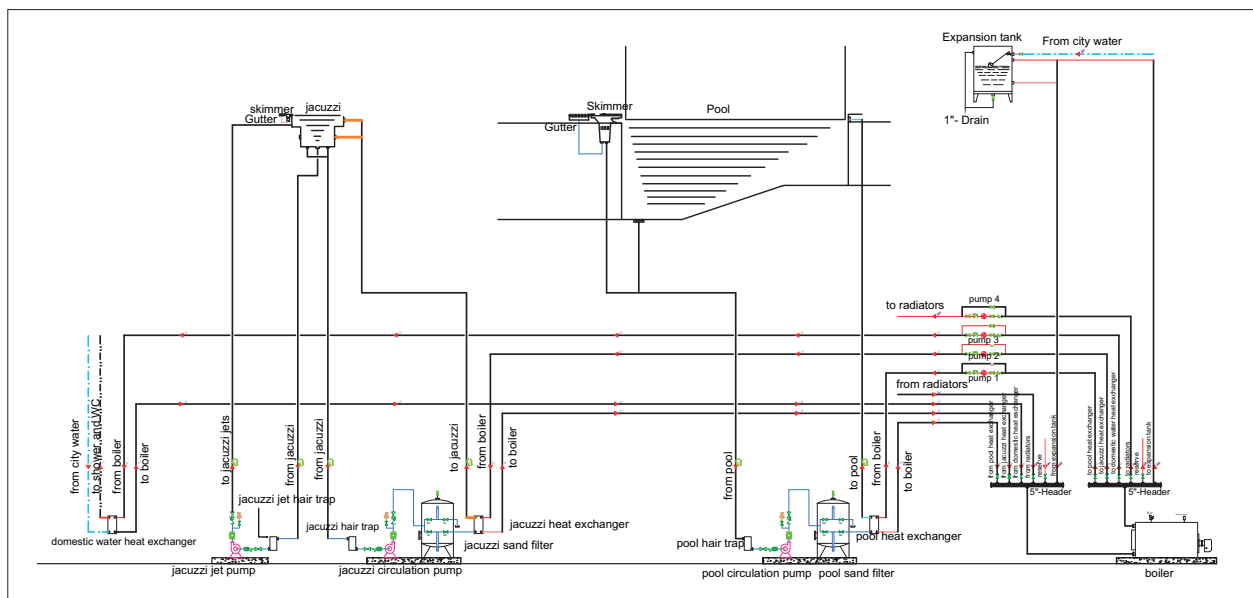 Expansion tank
From city water
1"- Drain
skimmer
jacuzzi
Gutter
Skimmer
Gutter
Pool
pump 4
to radiators
pump 3
pump 2
pump 1
from radiators
from city water
to shower and WC
from boiler
to boiler
to jacuzzi jets
from jacuzzi
from jacuzzi
to jacuzzi
from boiler
to boiler
from pool
to pool
from boiler
to boiler
from pool heat exchanger
from jacuzzi heat exchanger
from domestic heat exchanger
from radiators
reserve
from expansion tank
to pool heat exchanger
to jacuzzi heat exchanger
to domestic water heat exchanger
to radiators
reserve
to expansion tank
5"-Header
5"-Header
jacuzzi jet hair trap
jacuzzi hair trap
jacuzzi heat exchanger
domestic water heat exchanger
jacuzzi sand filter
pool hair trap
pool heat exchanger
jacuzzi jet pump
jacuzzi circulation pump
pool circulation pump
pool sand filter
boiler